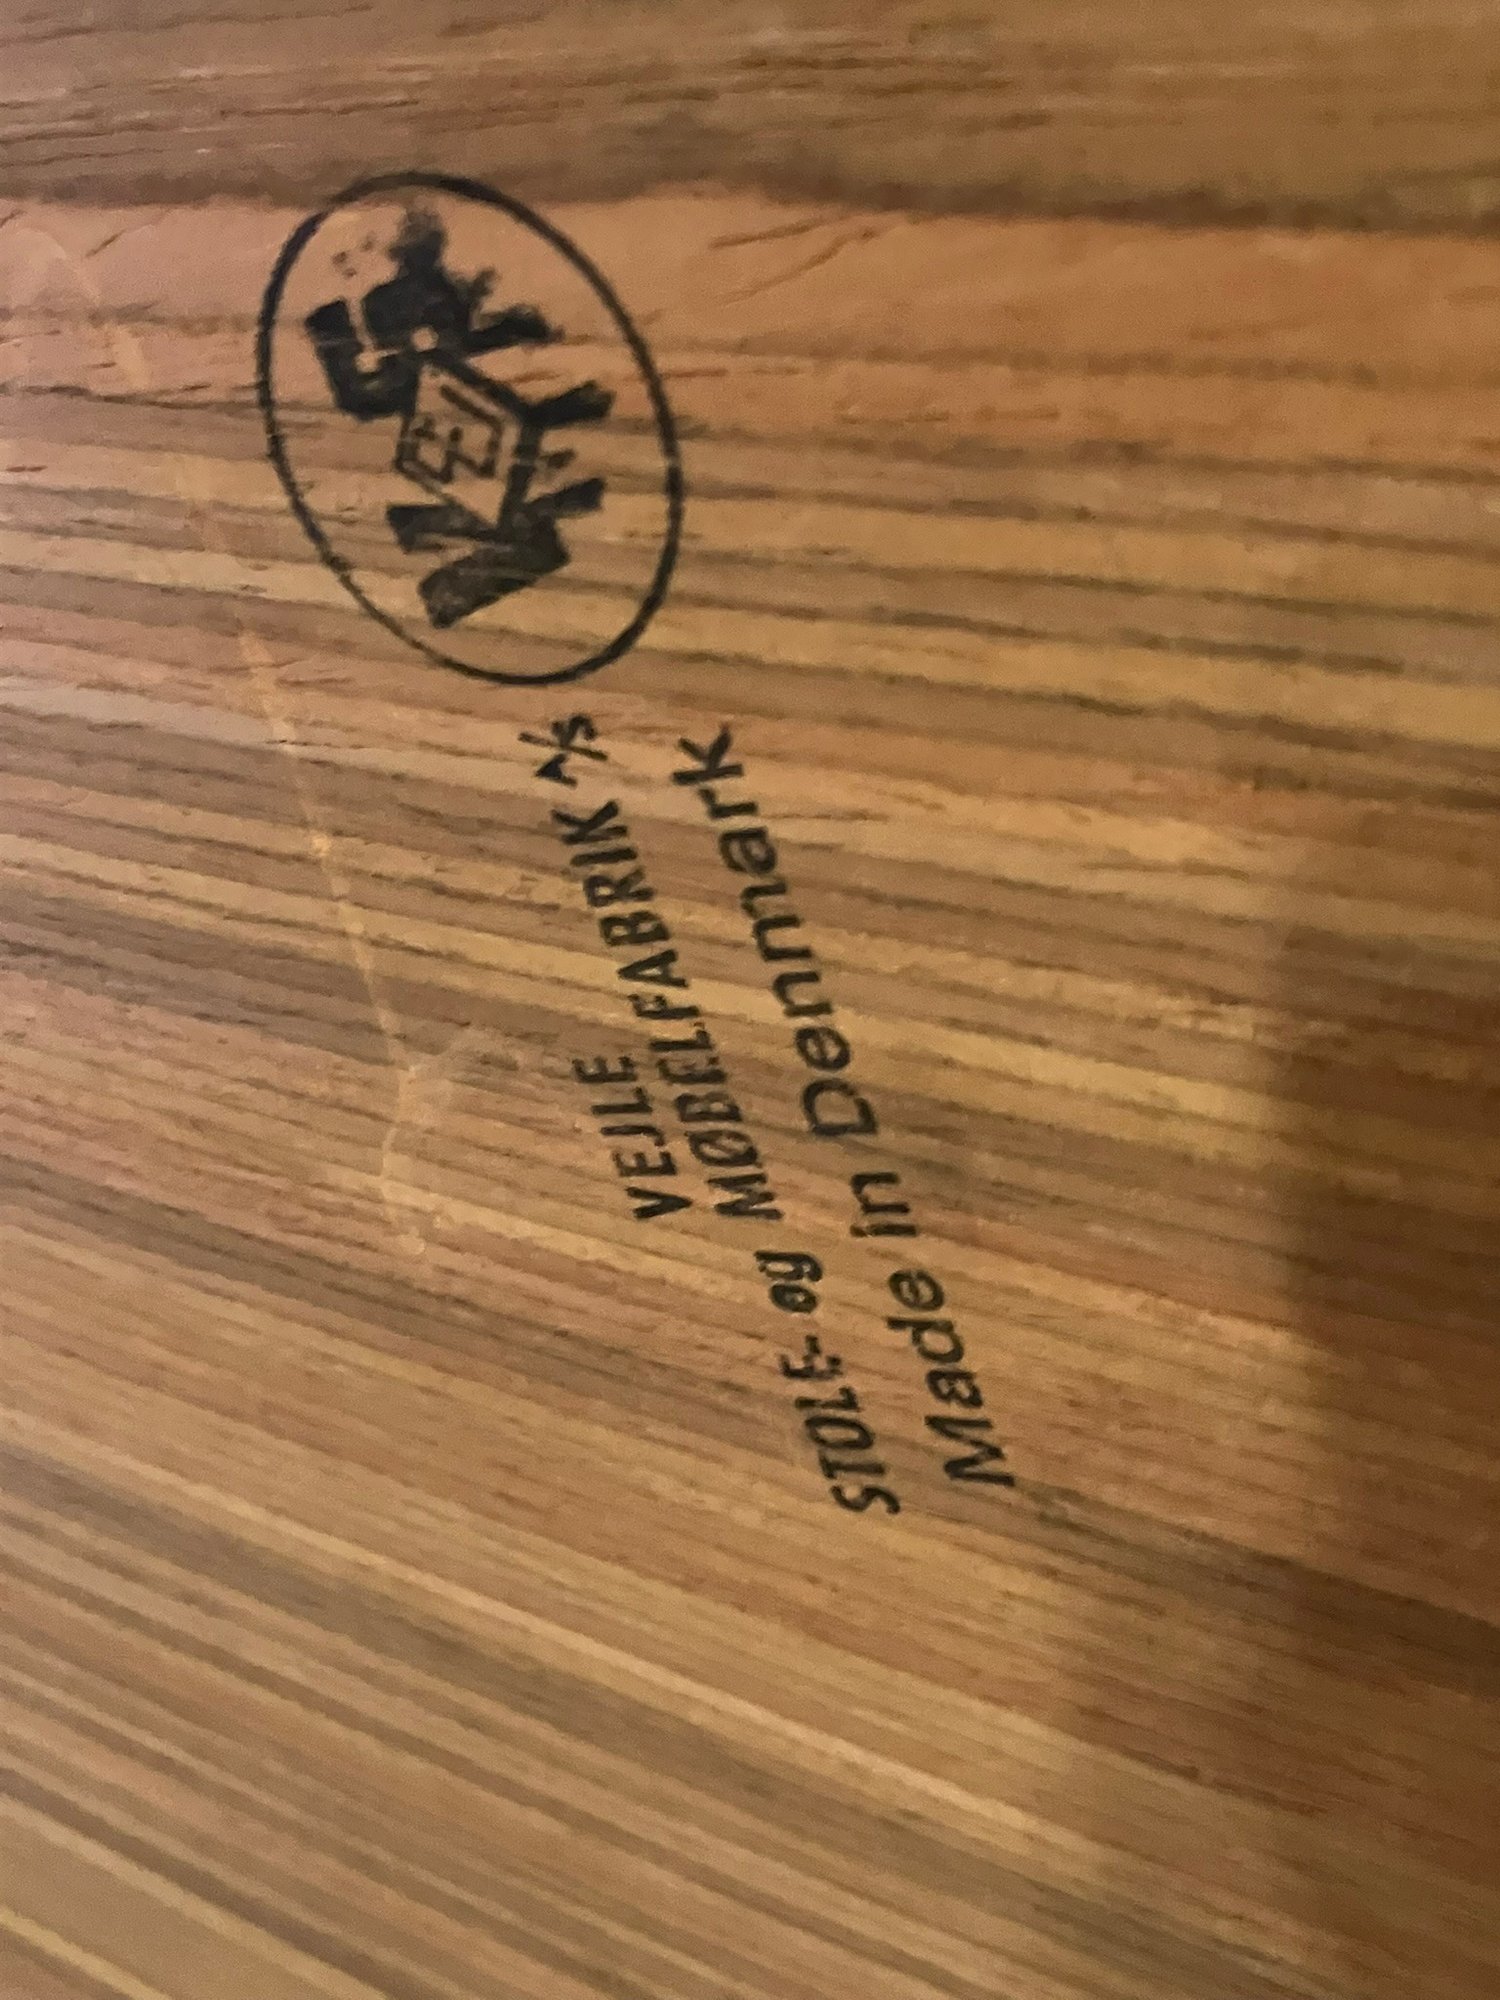 VEJLE
STOLE- og MØBELFABRIK A/S
Made in Denmark